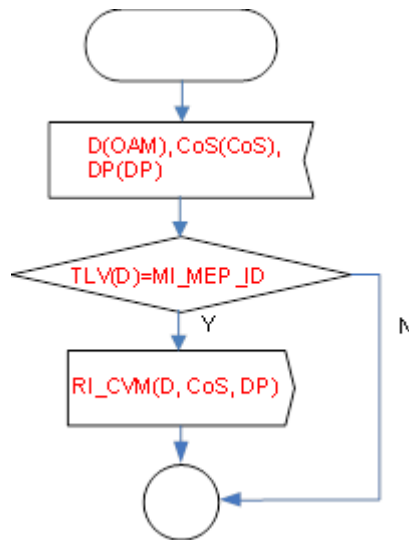 D(OAM), CoS(CoS),
DP(DP)
TLV(D)=MI_MEP_ID
Y
N
RI_CVM(D, CoS, DP)